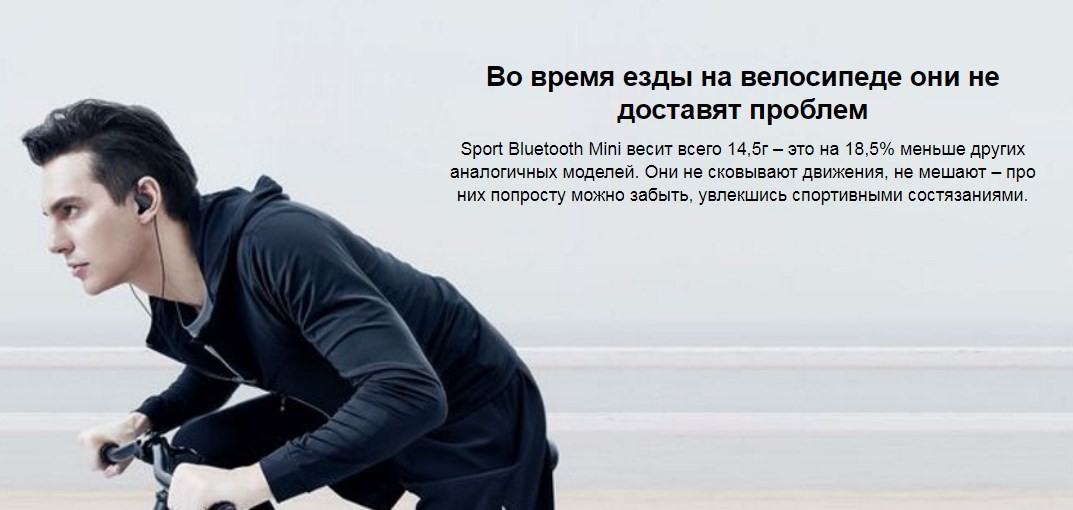 Во время езды на велосипеде они не
доставят проблем
Sport Bluetooth Mini весит всего 14,5г – это на 18,5% меньше других
аналогичных моделей. Они не сковывают движения, не мешают – про
них попросту можно забыть, увлекшись спортивными состязаниями.